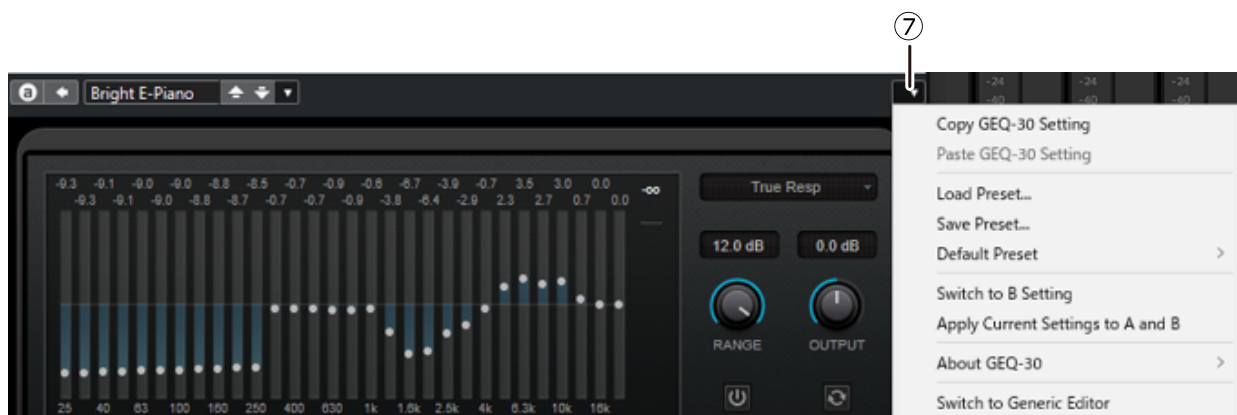 ⑦
a
Bright E-Piano
-24 -24 -24
-40 -40 -40
Copy GEQ-30 Setting
Paste GEQ-30 Setting
Load Preset...
Save Preset...
Default Preset
Switch to B Setting
Apply Current Settings to A and B
About GEQ-30
Switch to Generic Editor
-9.3 -9.1 -9.0 -9.0 -8.8 -8.5 -0.7 -0.9 -0.6 -6.7 -3.9 -0.7 3.5 3.0 0.0
-9.3 -9.1 -9.0 -8.8 -8.7 -0.7 -0.7 -0.9 -3.8 -6.4 -2.9 2.3 2.7 0.7 0.0
-∞
True Resp
12.0 dB 0.0 dB
RANGE OUTPUT
25 40 63 100 160 250 400 630 1k 1.6k 2.5k 4k 6.3k 10k 16k